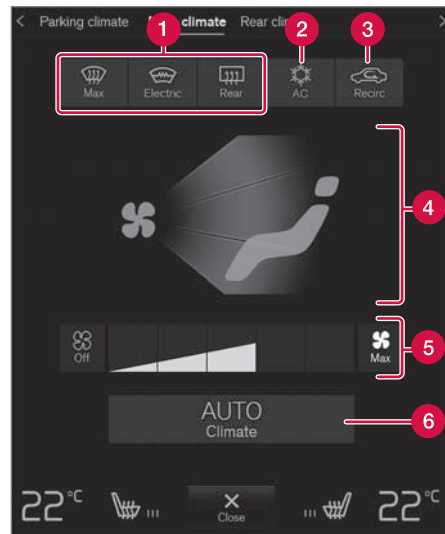 Parking climate climate Rear
1 2 3
Max Electric Rear AC Recirc
4
Off Max
5
AUTO
Climate
6
22°C Close 22°C